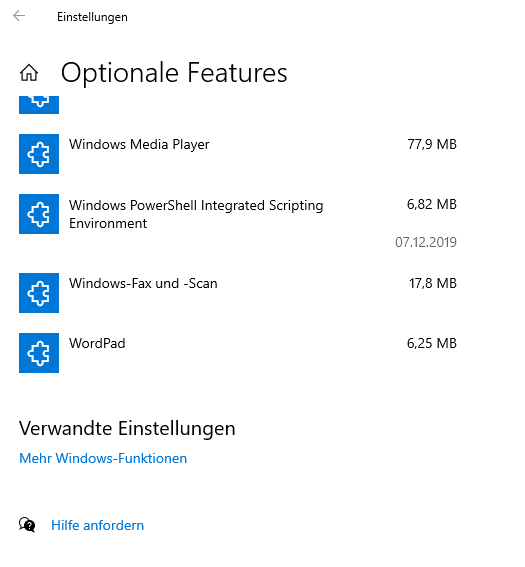 Einstellungen
Optionale Features
Windows Media Player 77,9 MB
Windows PowerShell Integrated Scripting 6,82 MB
Environment
07.12.2019
Windows-Fax und -Scan 17,8 MB
WordPad 6,25 MB
Verwandte Einstellungen
Mehr Windows-Funktionen
Hilfe anfordern